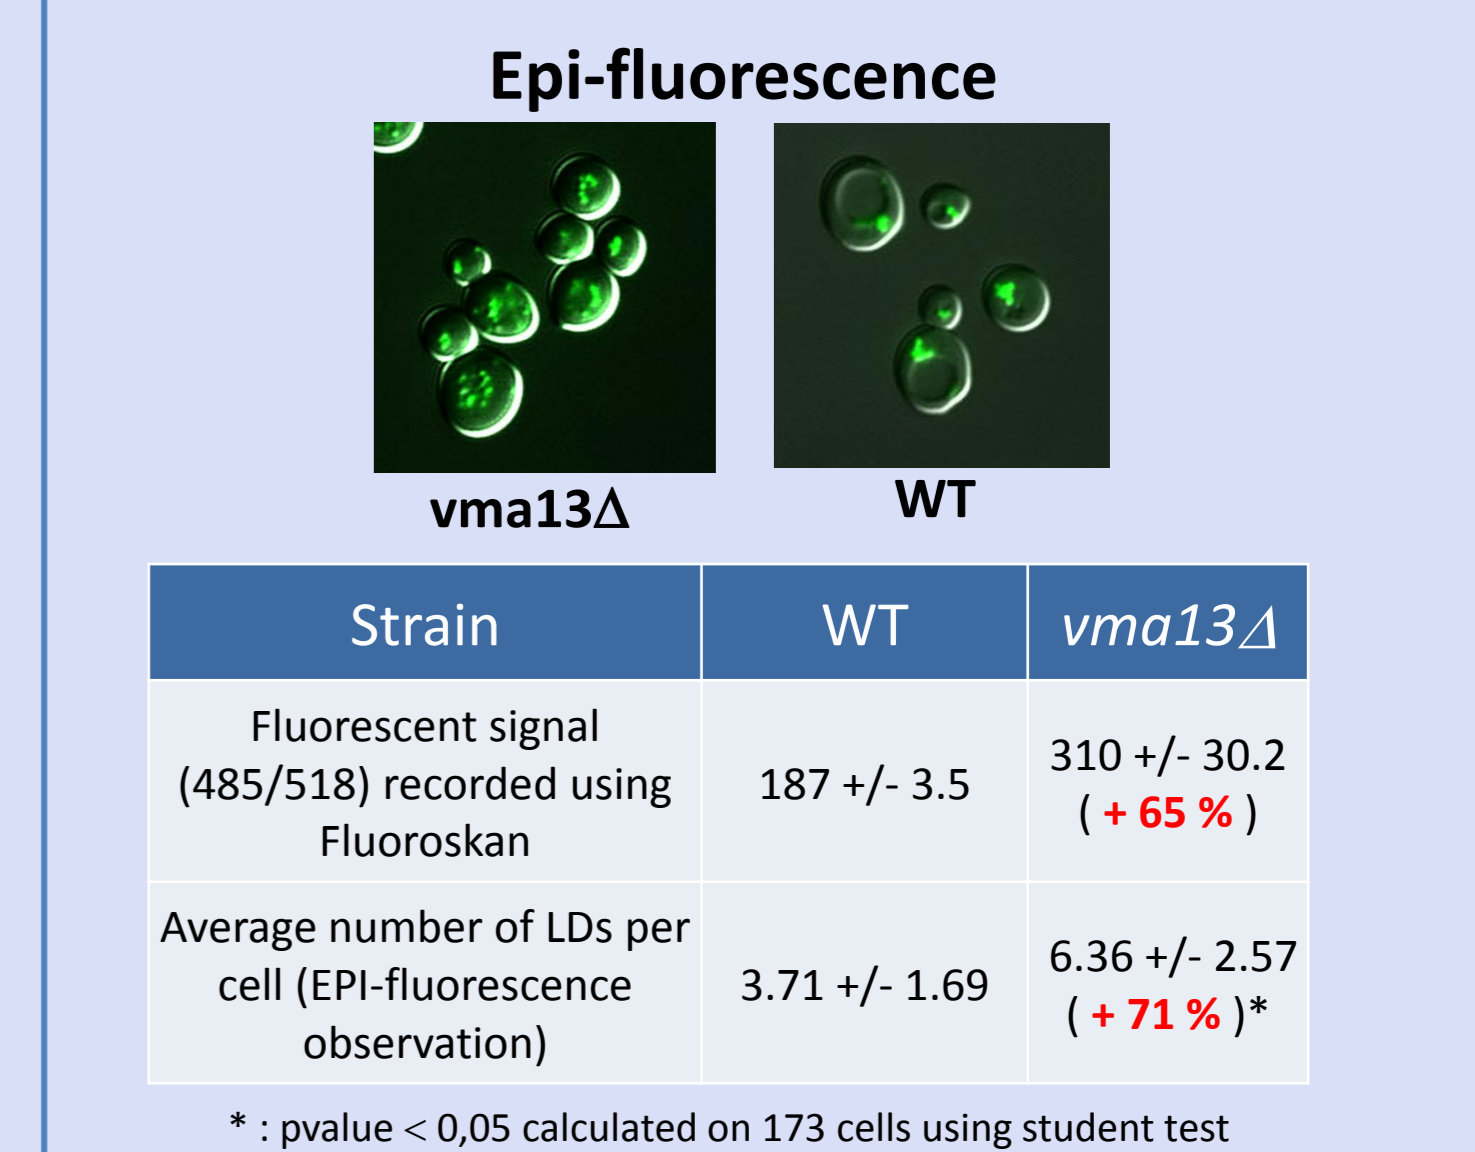 Epi-fluorescence
vma13Δ
WT
Strain
WT
vma13Δ
Fluorescent signal
(485/518) recorded using
Fluoroskan
187 +/- 3.5
310 +/- 30.2
( + 65 % )
Average number of LDs per
cell (EPI-fluorescence
observation)
3.71 +/- 1.69
6.36 +/- 2.57
( + 71 % )*
* : pvalue < 0,05 calculated on 173 cells using student test